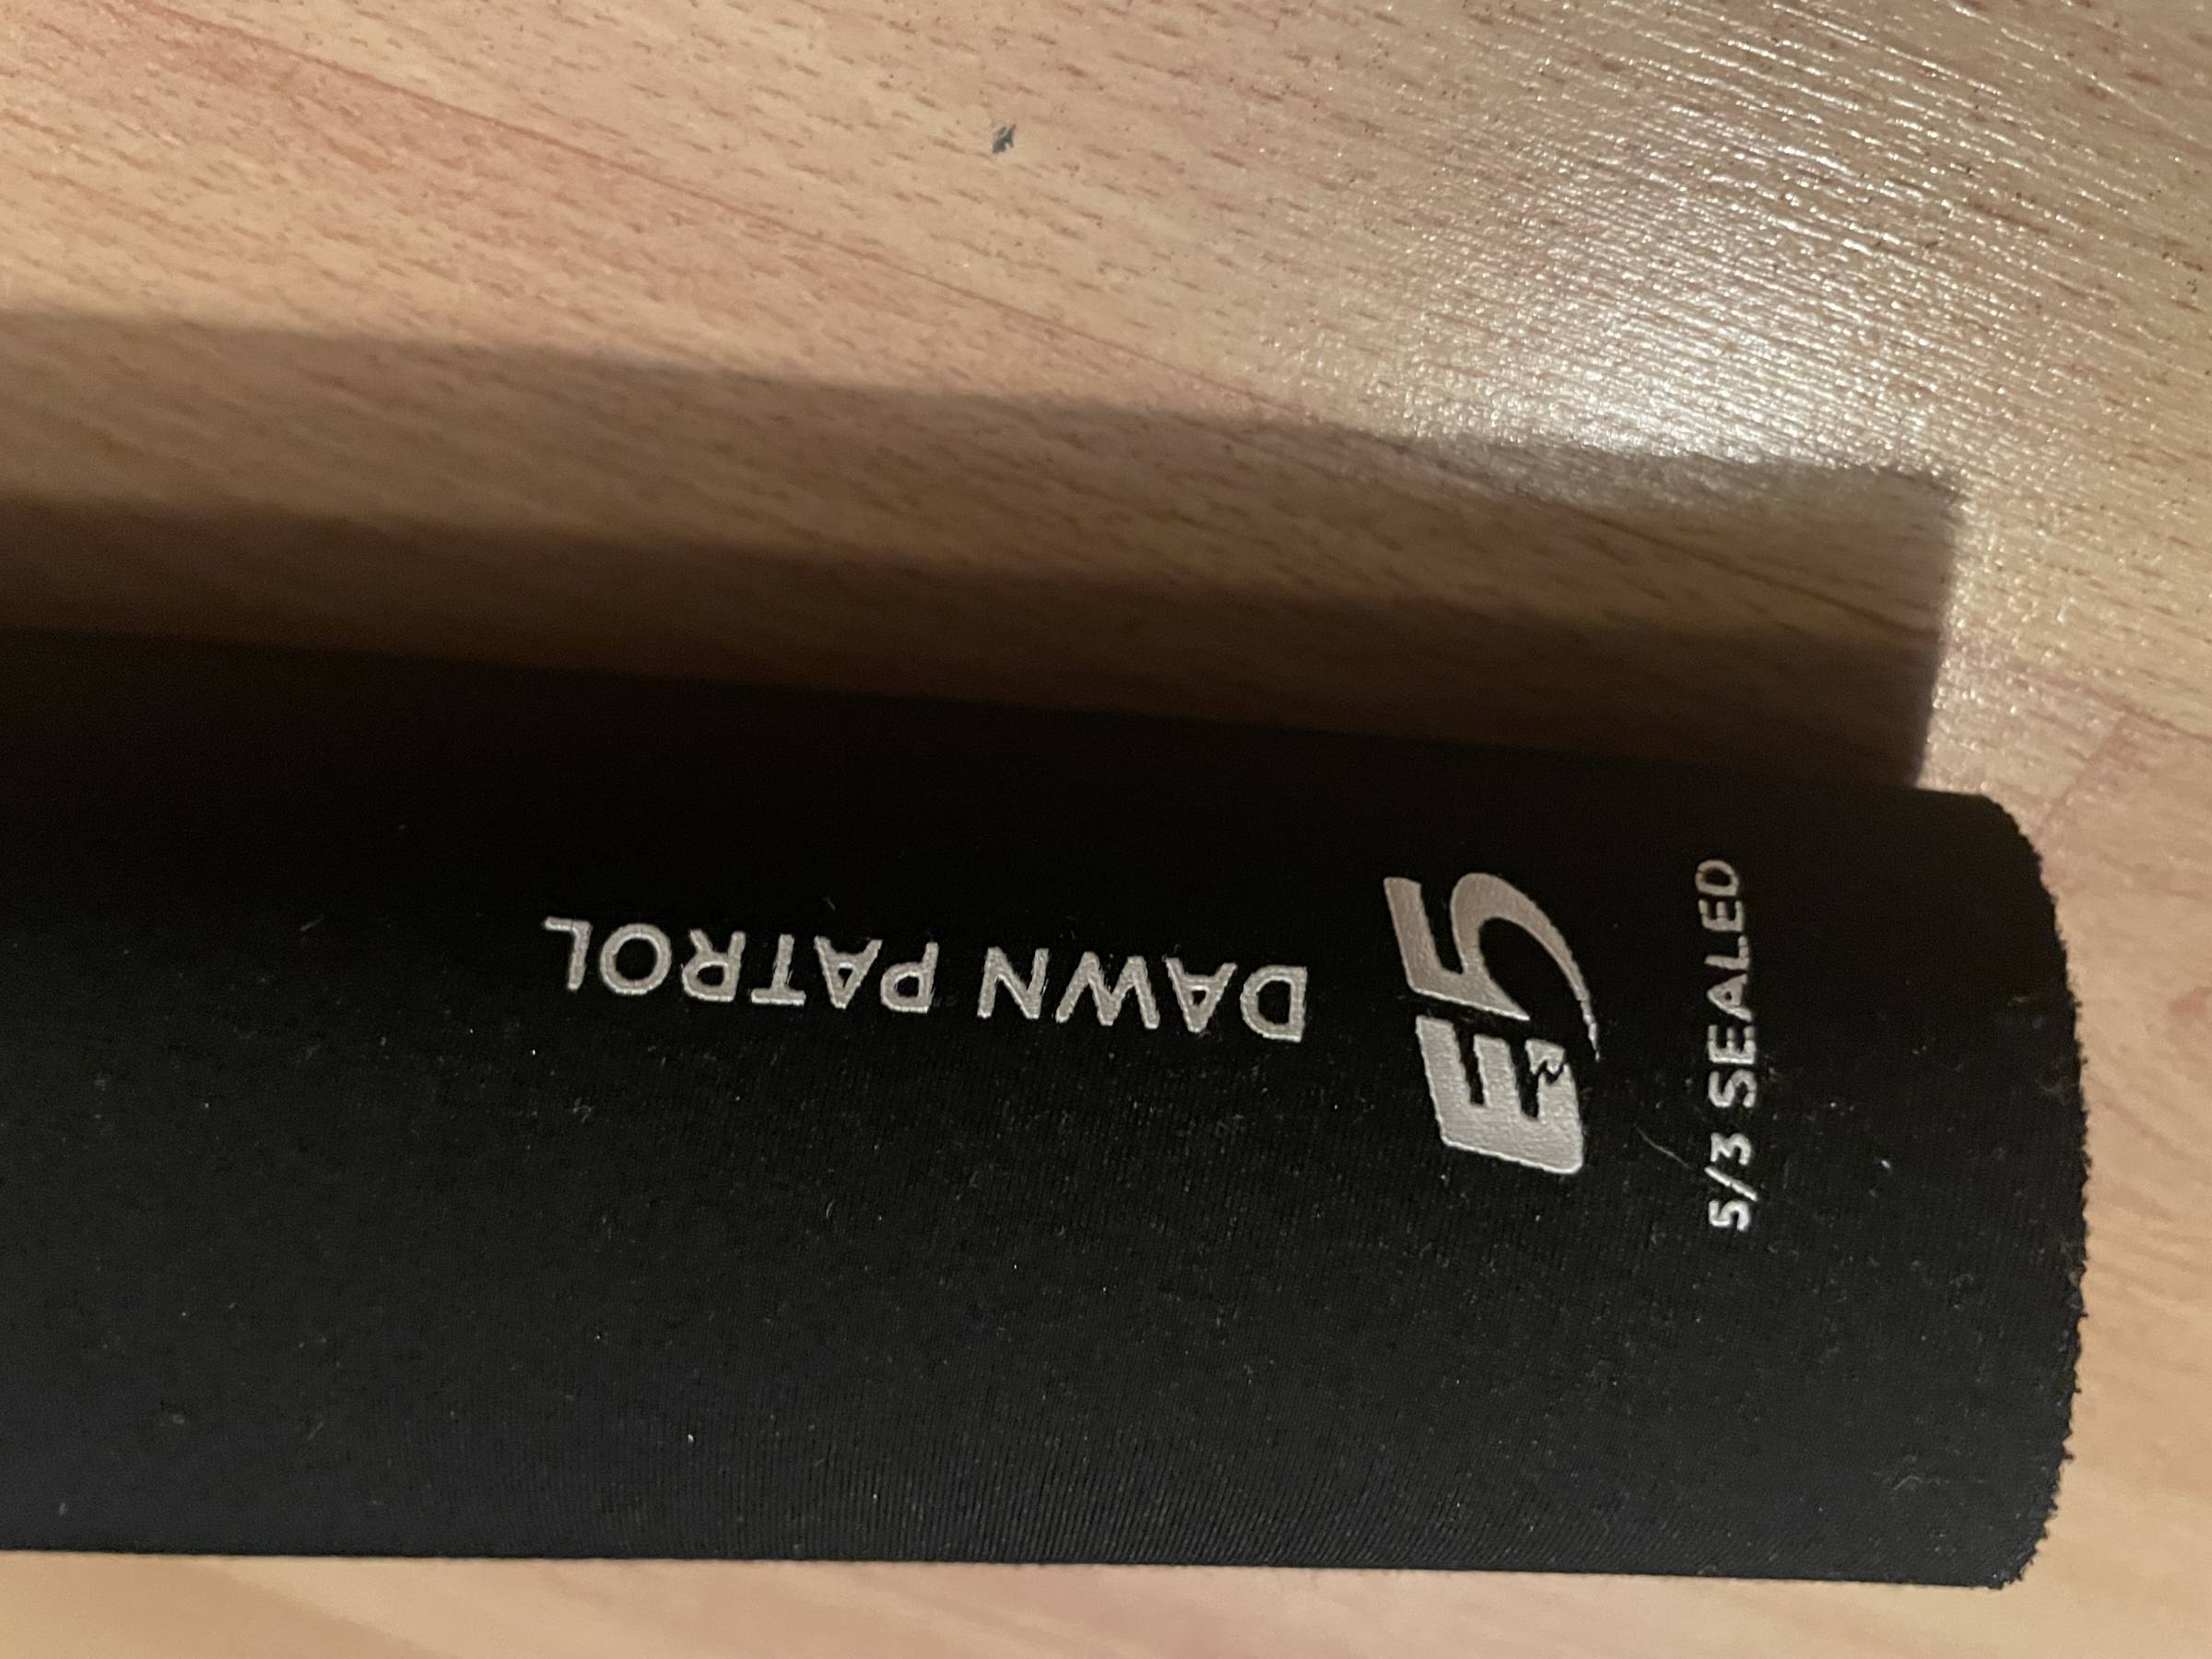 DAWN PATROL
E5
5/3 SEALED